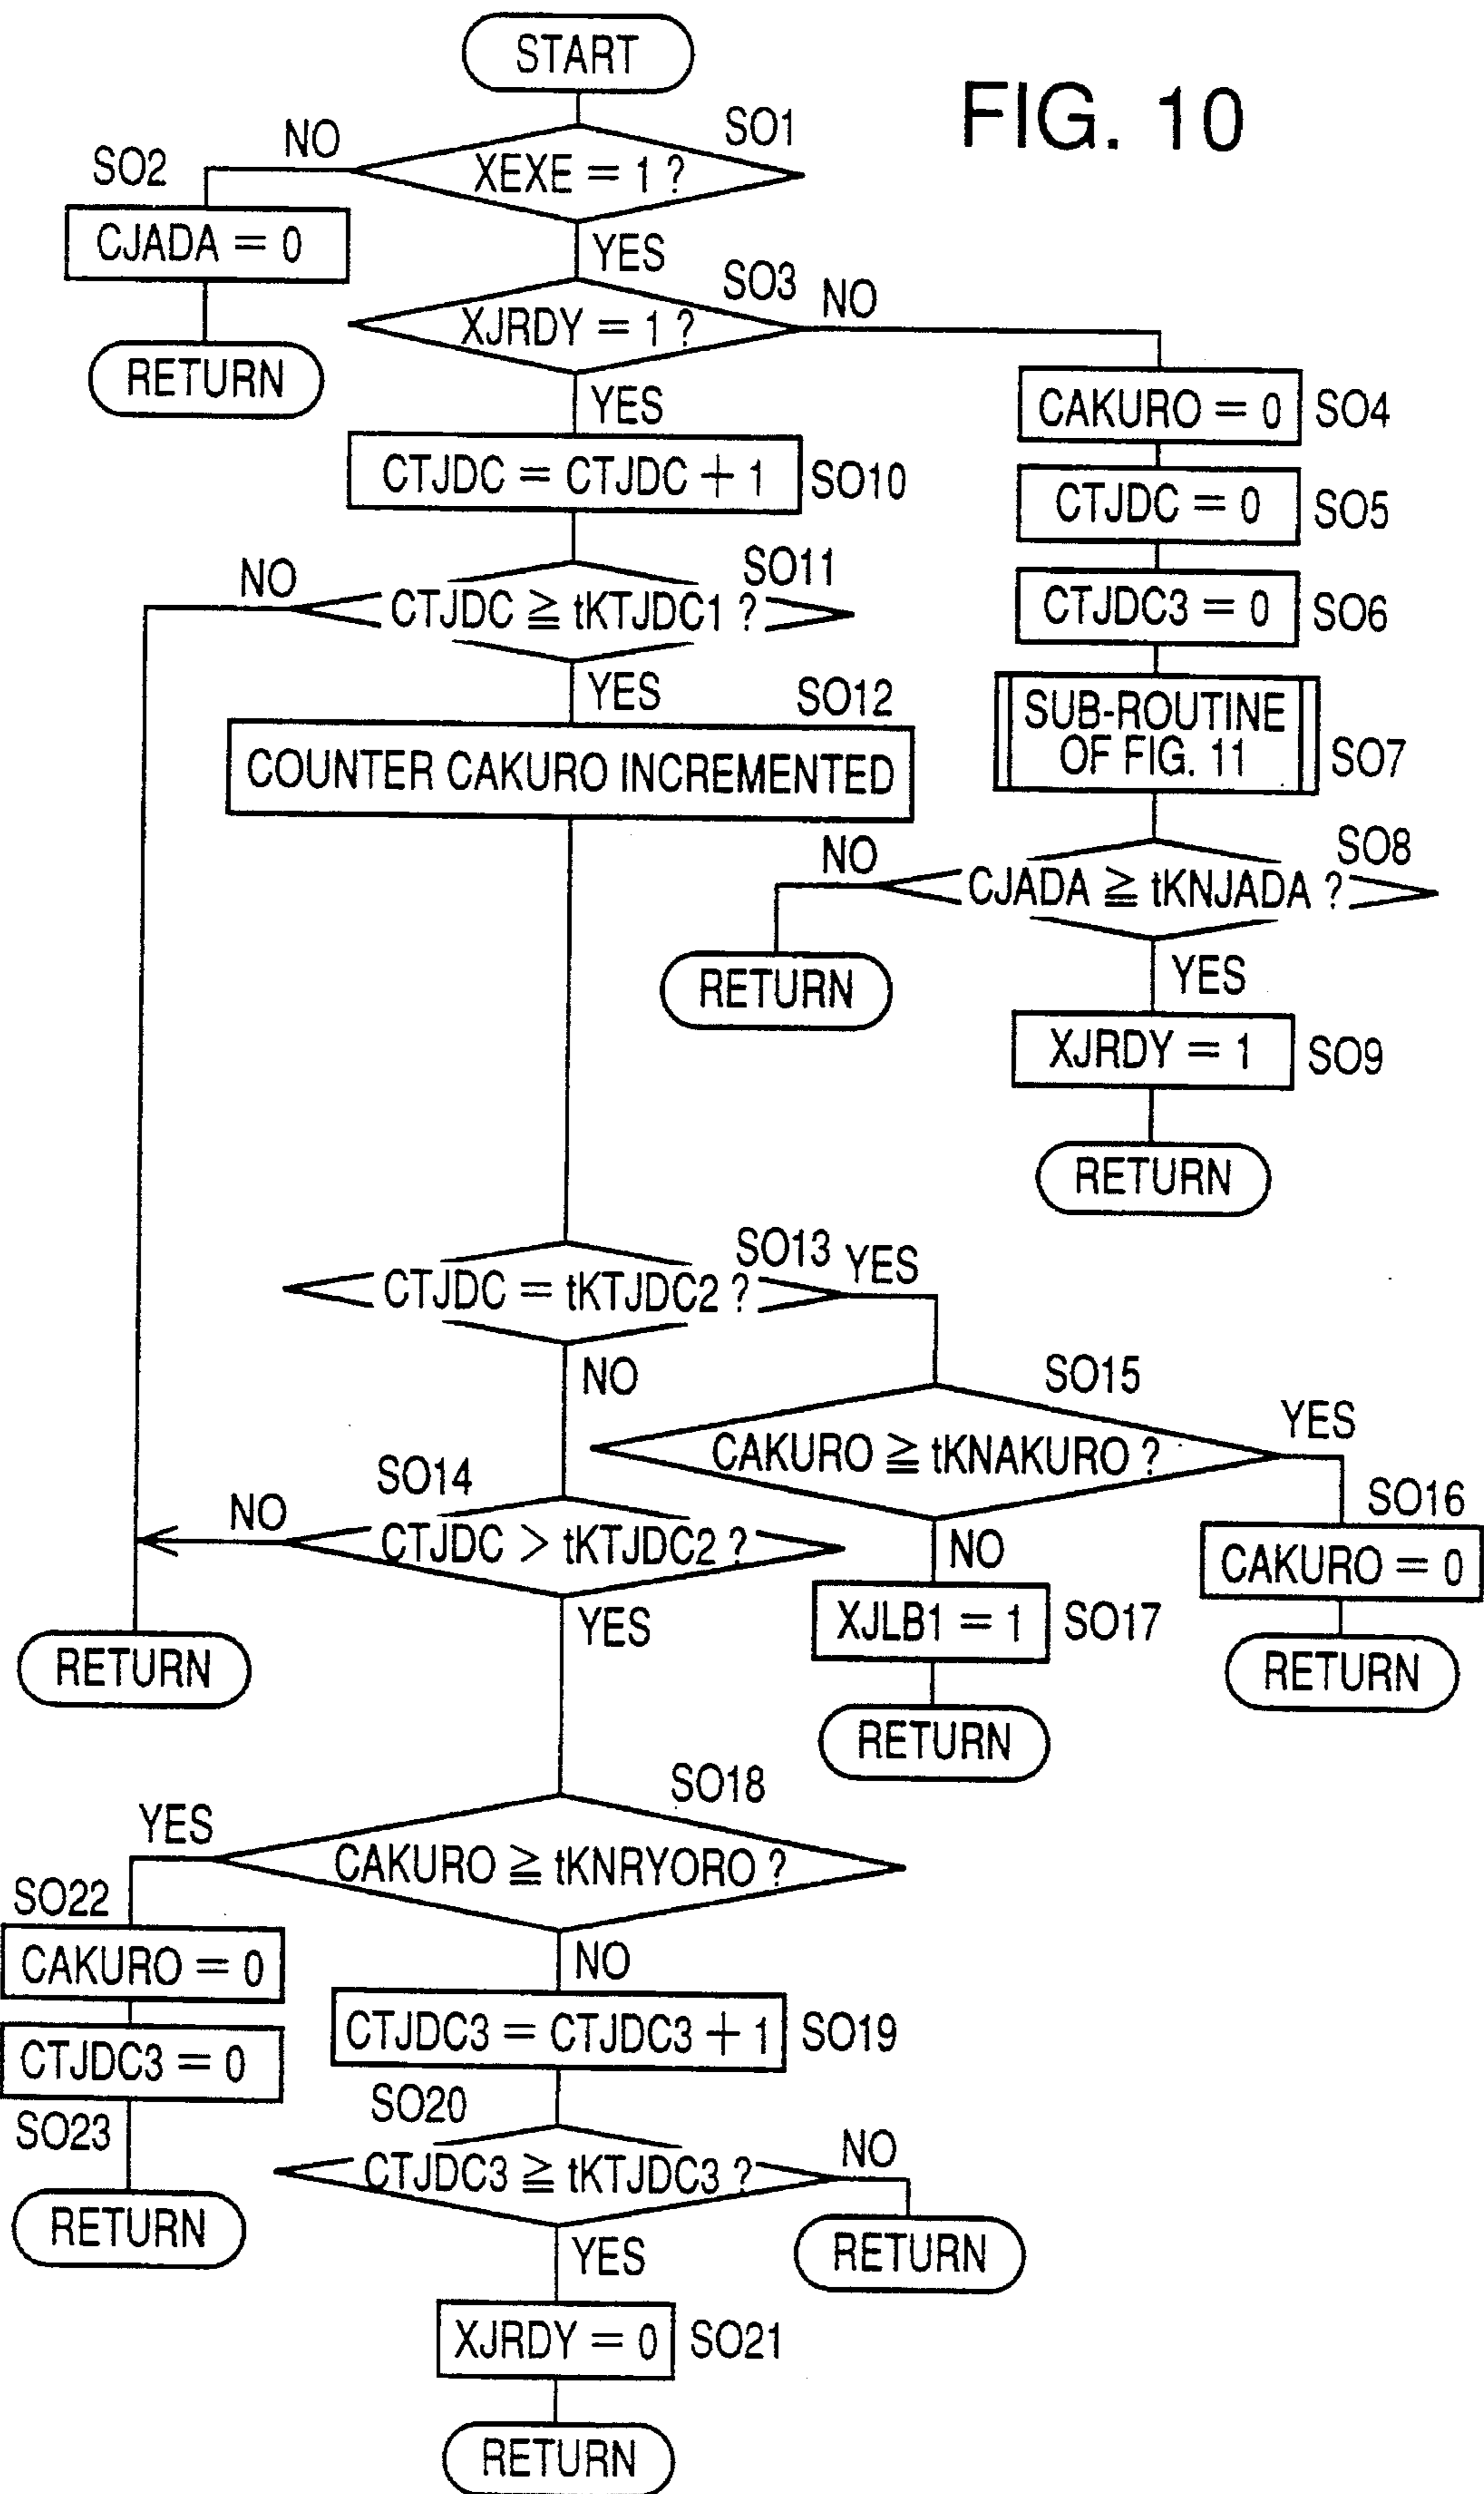 START
FIG. 10
SO1
NO
XEXE = 1 ?
SO2
CJADA = 0
YES
RETURN
SO3
NO
XJRDY = 1 ?
YES
CAKURO = 0
SO4
CTJDC = CTJDC + 1
SO10
CTJDC = 0
SO5
SO11
NO
CTJDC ≧ tKTJDC1 ?
CTJDC3 = 0
SO6
YES
SO12
COUNTER CAKURO INCREMENTED
SUB-ROUTINE
OF FIG. 11
SO7
SO8
NO
CJADA ≧ tKNJADA ?
RETURN
YES
XJRDY = 1
SO9
RETURN
SO13
YES
CTJDC = tKTJDC2 ?
NO
SO15
YES
CAKURO ≧ tKNAKURO ?
SO14
NO
CTJDC > tKTJDC2 ?
SO16
CAKURO = 0
NO
YES
XJLB1 = 1
SO17
RETURN
RETURN
RETURN
SO18
YES
CAKURO ≧ tKNRYORO ?
SO22
CAKURO = 0
NO
CTJDC3 = CTJDC3 + 1
SO19
CTJDC3 = 0
SO20
SO23
NO
CTJDC3 ≧ tKTJDC3 ?
RETURN
YES
RETURN
XJRDY = 0
SO21
RETURN